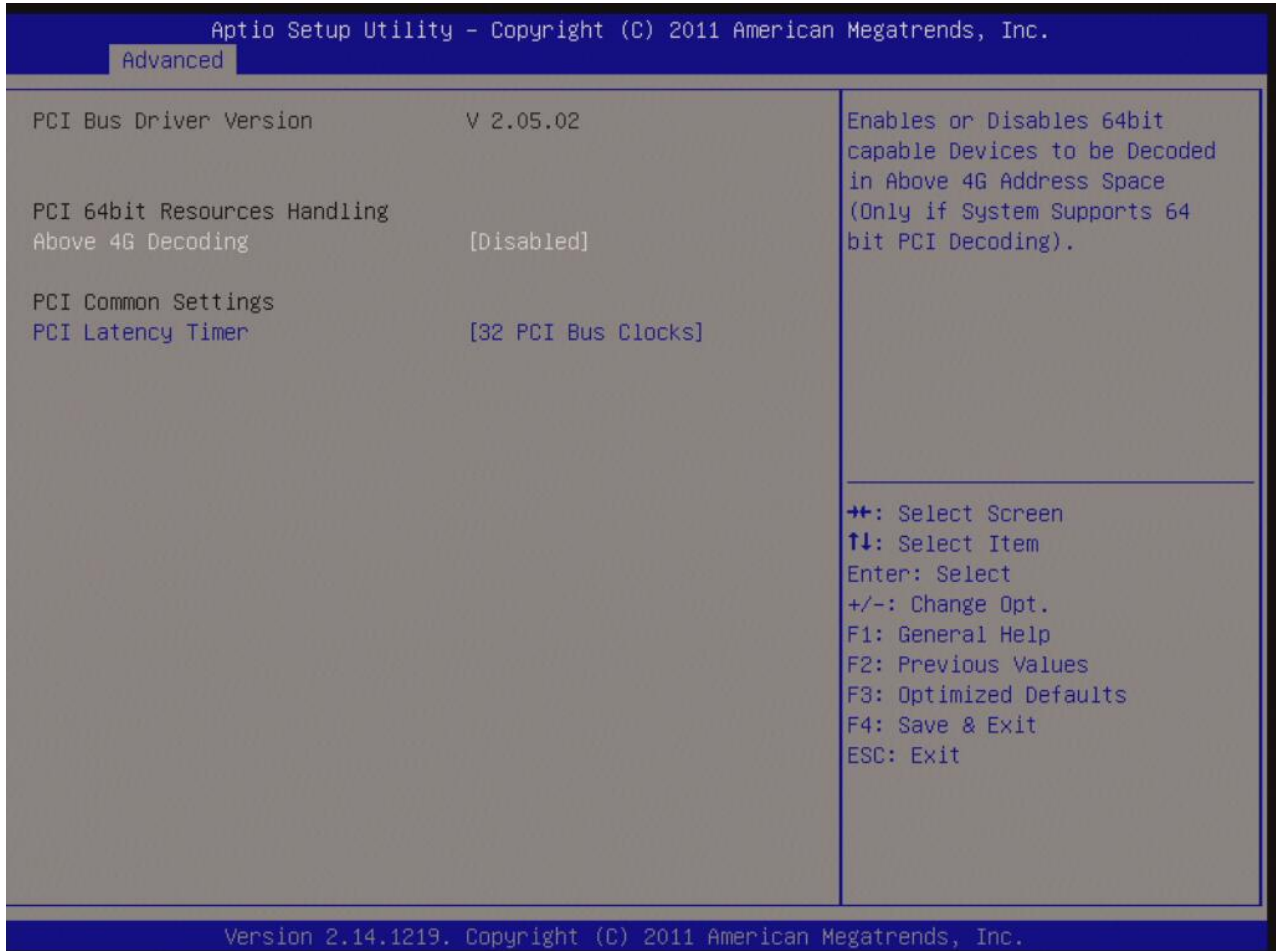 Aptio Setup Utility – Copyright (C) 2011 American Megatrends, Inc.
Advanced
PCI Bus Driver Version V 2.05.02
PCI 64bit Resources Handling
Above 4G Decoding [Disabled]
PCI Common Settings
PCI Latency Timer [32 PCI Bus Clocks]
Enables or Disables 64bit
capable Devices to be Decoded
in Above 4G Address Space
(Only if System Supports 64
bit PCI Decoding).
→←: Select Screen
↑↓: Select Item
Enter: Select
+/-: Change Opt.
F1: General Help
F2: Previous Values
F3: Optimized Defaults
F4: Save & Exit
ESC: Exit
Version 2.14.1219. Copyright (C) 2011 American Megatrends, Inc.